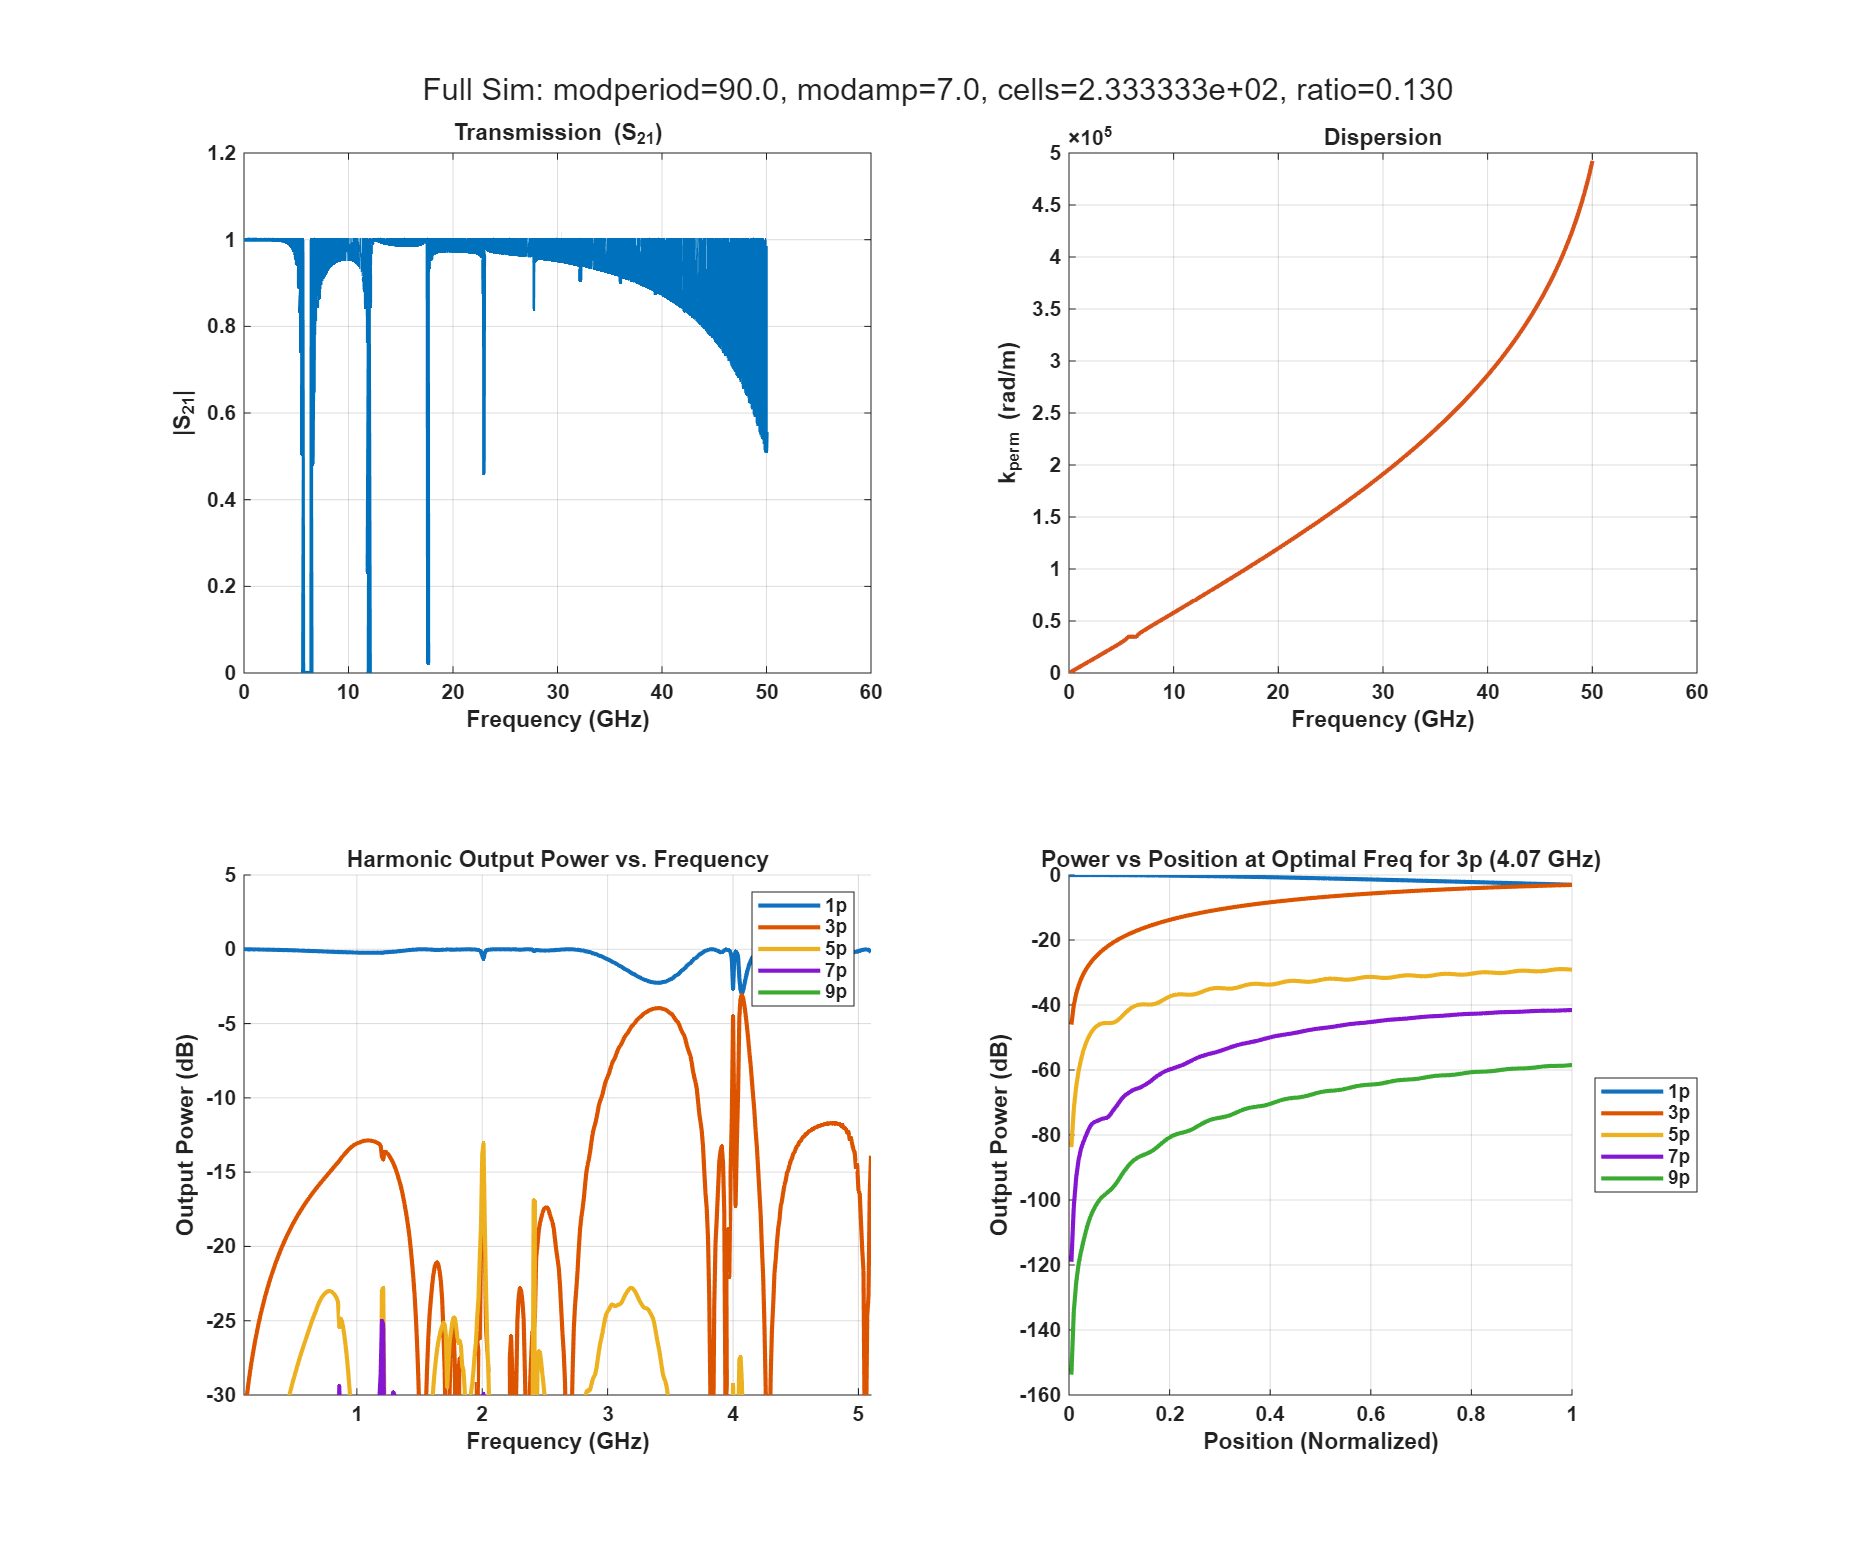 Full Sim: modperiod=90.0, modamp=7.0, cells=2.333333e+02, ratio=0.130
Transmission (S21)
1.2
1
0.8
0.6
0.4
0.2
0
|S21|
0 10 20 30 40 50 60
Frequency (GHz)
×10^5
Dispersion
5
4.5
4
3.5
3
2.5
2
1.5
1
0.5
0
kperm (rad/m)
0 10 20 30 40 50 60
Frequency (GHz)
Harmonic Output Power vs. Frequency
5
0
-5
-10
-15
-20
-25
-30
Output Power (dB)
1p
3p
5p
7p
9p
1 2 3 4 5
Frequency (GHz)
Power vs Position at Optimal Freq for 3p (4.07 GHz)
0
-20
-40
-60
-80
-100
-120
-140
-160
Output Power (dB)
0 0.2 0.4 0.6 0.8 1
Position (Normalized)
1p
3p
5p
7p
9p